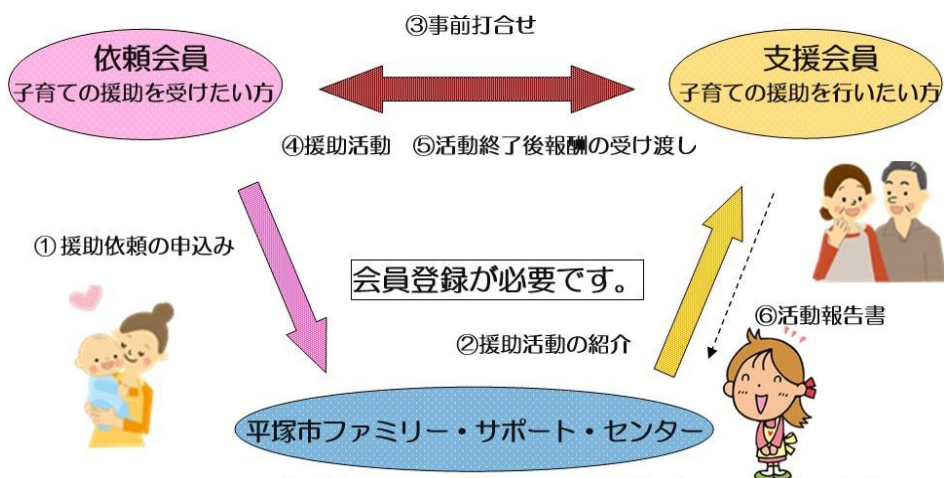 ③事前打合せ
依頼会員
子育ての援助を受けたい方
支援会員
子育ての援助を行いたい方
④援助活動 ⑤活動終了後報酬の受け渡し
①援助依頼の申込み
会員登録が必要です。
⑥活動報告書
②援助活動の紹介
平塚市ファミリー・サポート・センター